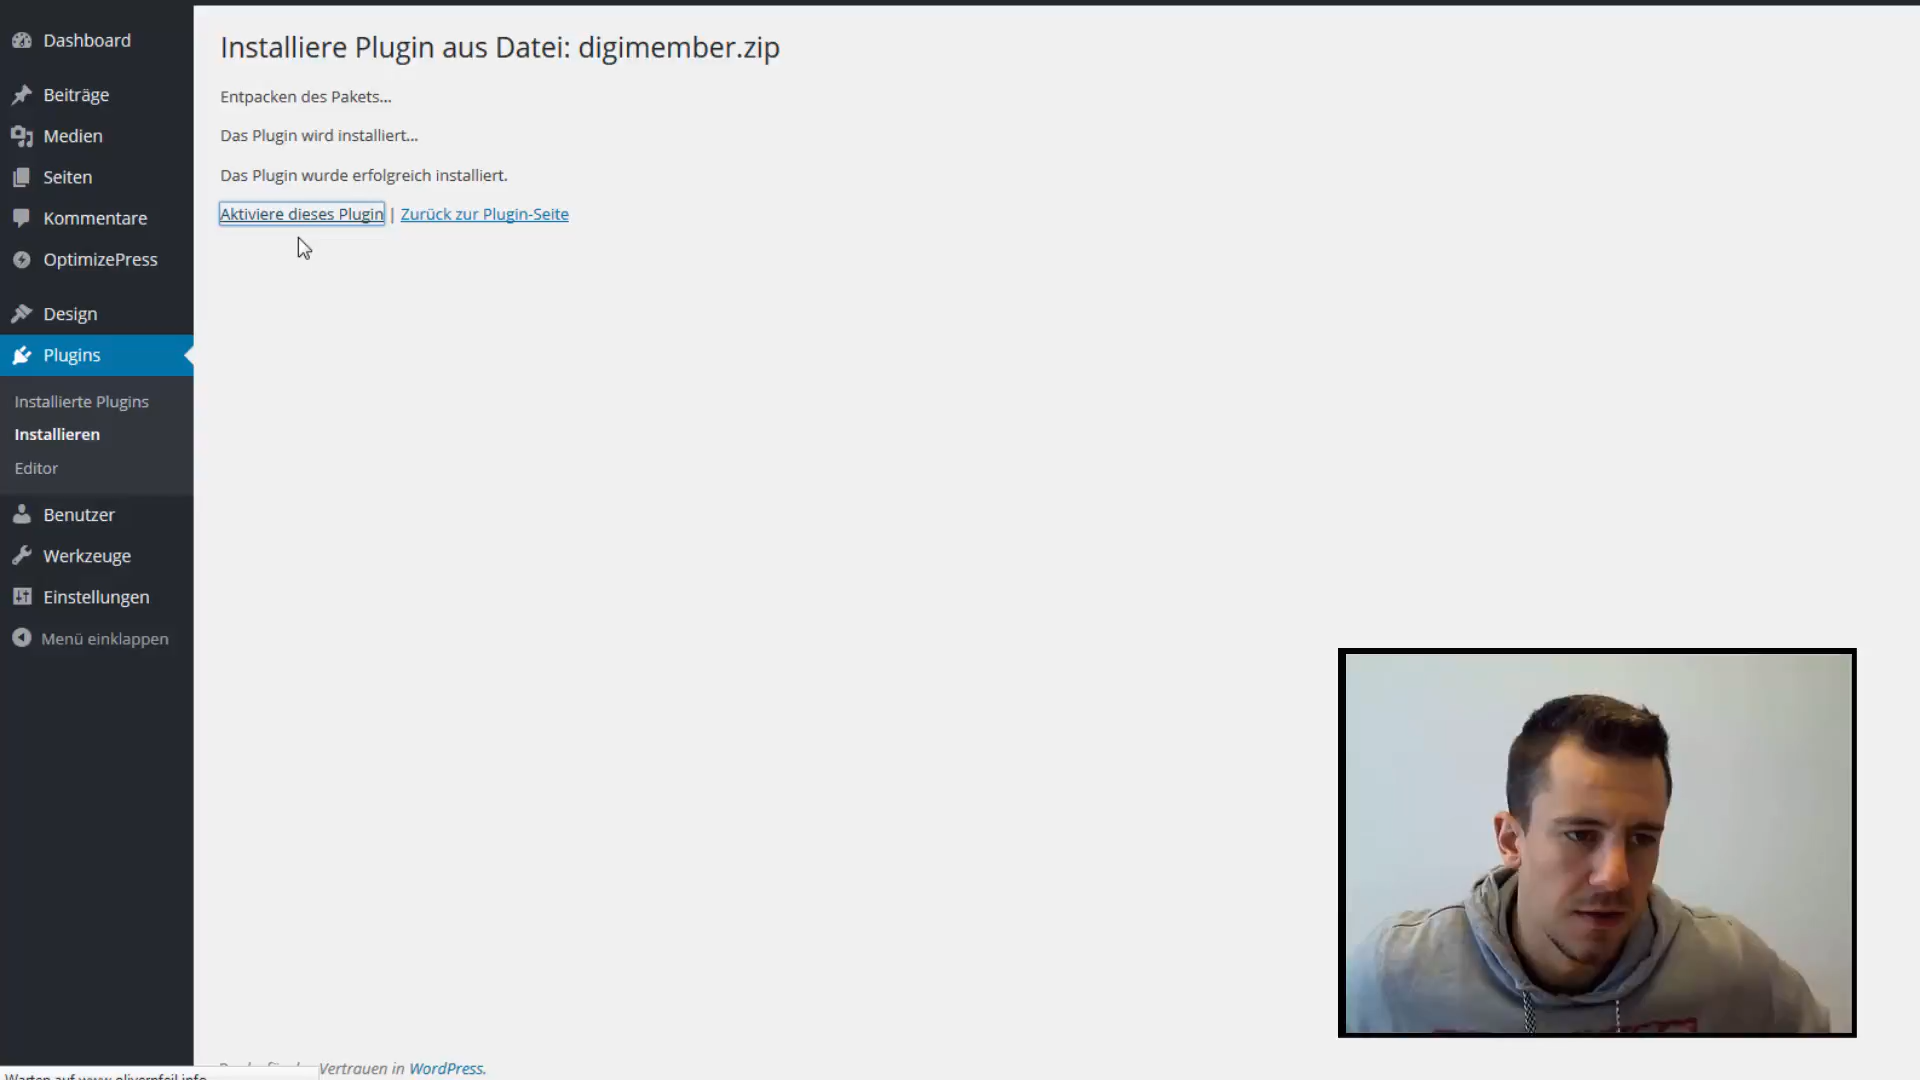 Dashboard
Beiträge
Medien
Seiten
Kommentare
OptimizePress
Design
Plugins
Installierte Plugins
Installieren
Editor
Benutzer
Werkzeuge
Einstellungen
Menü einklappen
Installiere Plugin aus Datei: digimember.zip
Entpacken des Pakets...
Das Plugin wird installiert...
Das Plugin wurde erfolgreich installiert.
Aktiviere dieses Plugin | Zurück zur Plugin-Seite
Vertrauen in WordPress.
Warten auf